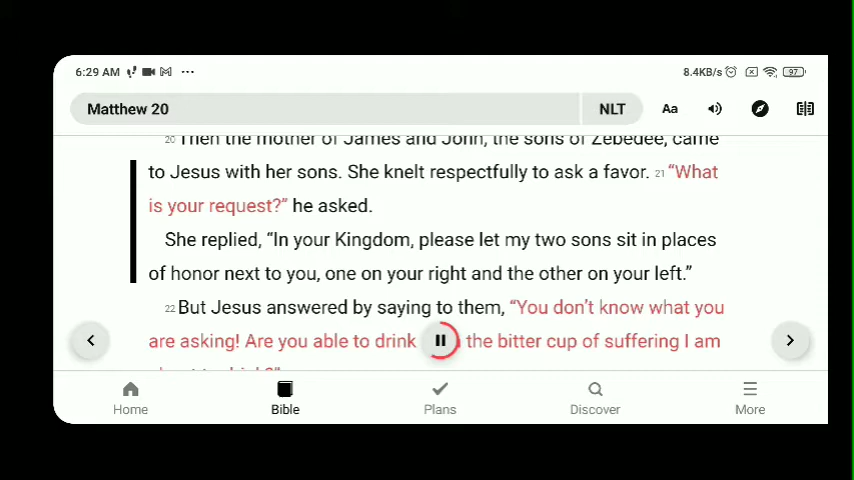 6:29 AM ... 8.4KB/s 97
Matthew 20 NLT Aa
20 Then the mother of James and John, the sons of Zebedee, came
to Jesus with her sons. She knelt respectfully to ask a favor. 21 “What
is your request?” he asked.
She replied, “In your Kingdom, please let my two sons sit in places
of honor next to you, one on your right and the other on your left.”
22 But Jesus answered by saying to them, “You don’t know what you
are asking! Are you able to drink the bitter cup of suffering I am
Home Bible Plans Discover More